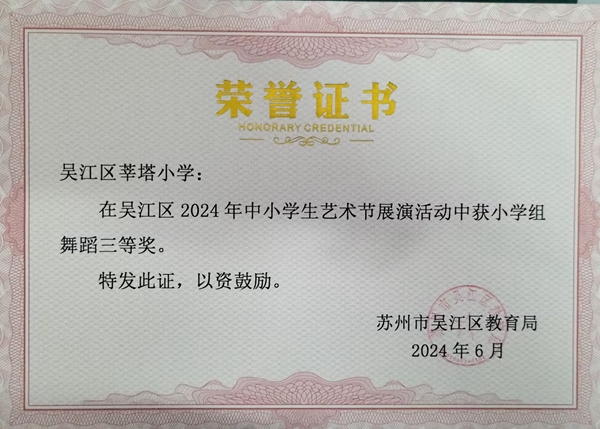 荣誉证书
HONORARY CREDENTIAL
吴江区莘塔小学：
在吴江区 2024 年中小学生艺术节展演活动中获小学组
舞蹈三等奖。
特发此证，以资鼓励。
苏州市吴江区教育局
2024 年 6 月